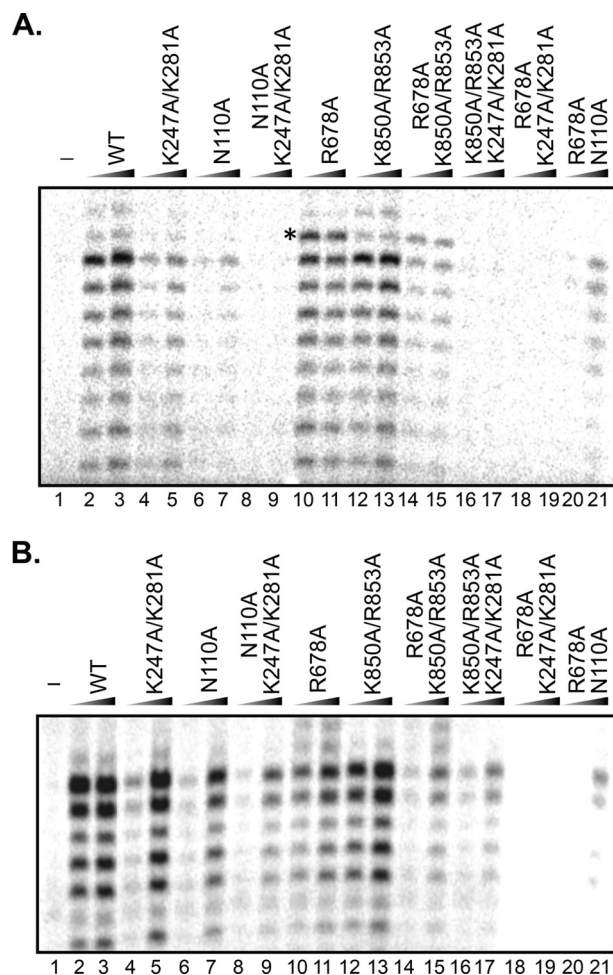 A.
–
WT
K247A/K281A
N110A
N110A
K247A/K281A
R678A
K850A/R853A
R678A
K850A/R853A
K850A/R853A
K247A/K281A
R678A
K247A/K281A
R678A
N110A
*
1 2 3 4 5 6 7 8 9 10 11 12 13 14 15 16 17 18 19 20 21
B.
–
WT
K247A/K281A
N110A
N110A
K247A/K281A
R678A
K850A/R853A
R678A
K850A/R853A
K850A/R853A
K247A/K281A
R678A
K247A/K281A
R678A
N110A
1 2 3 4 5 6 7 8 9 10 11 12 13 14 15 16 17 18 19 20 21